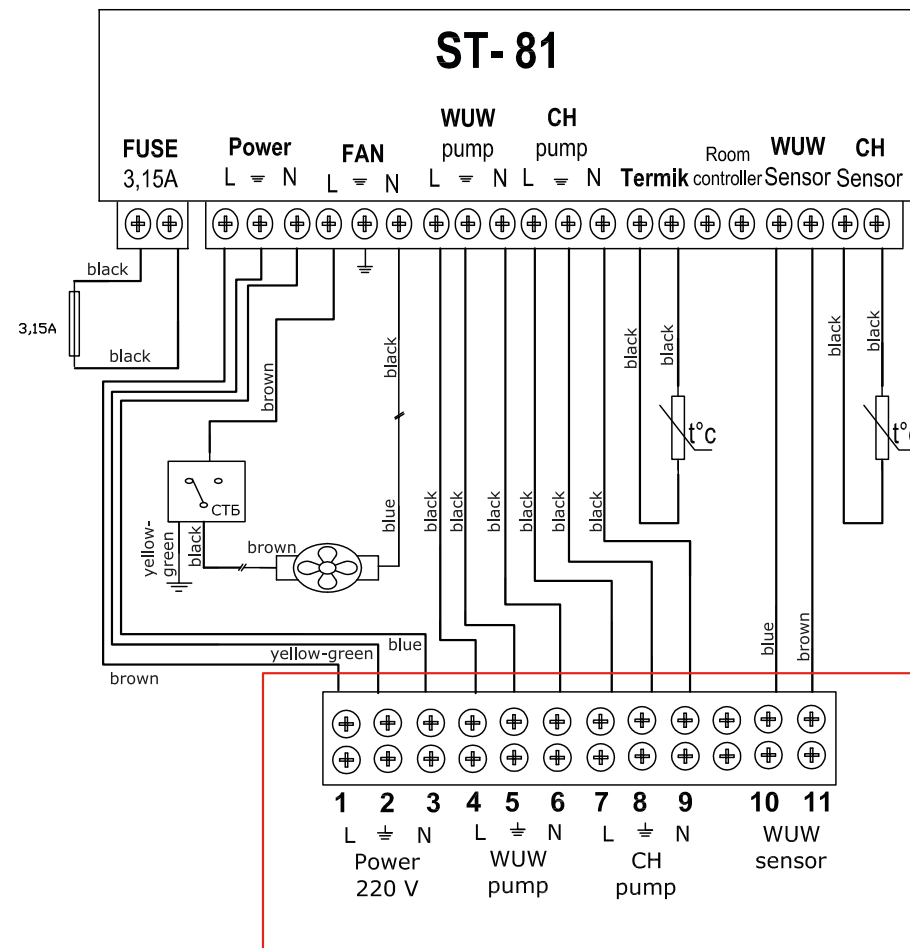 ST- 81
FUSE
3,15A
Power
L ⏚ N
FAN
L N
WUW
pump
L ⏚ N
CH
pump
L ⏚ N
Termik
Room
controller
WUW
Sensor
CH
Sensor
black
3,15A
black
brown
black
black
black
black
black
t°c
t°
СТБ
yellow-
green
black
brown
blue
black
black
black
black
black
black
blue
brown
blue
yellow-green
brown
1 2 3 4 5 6 7 8 9 10 11
L ⏚ N L ⏚ N L ⏚ N
Power
220 V
WUW
pump
CH
pump
WUW
sensor